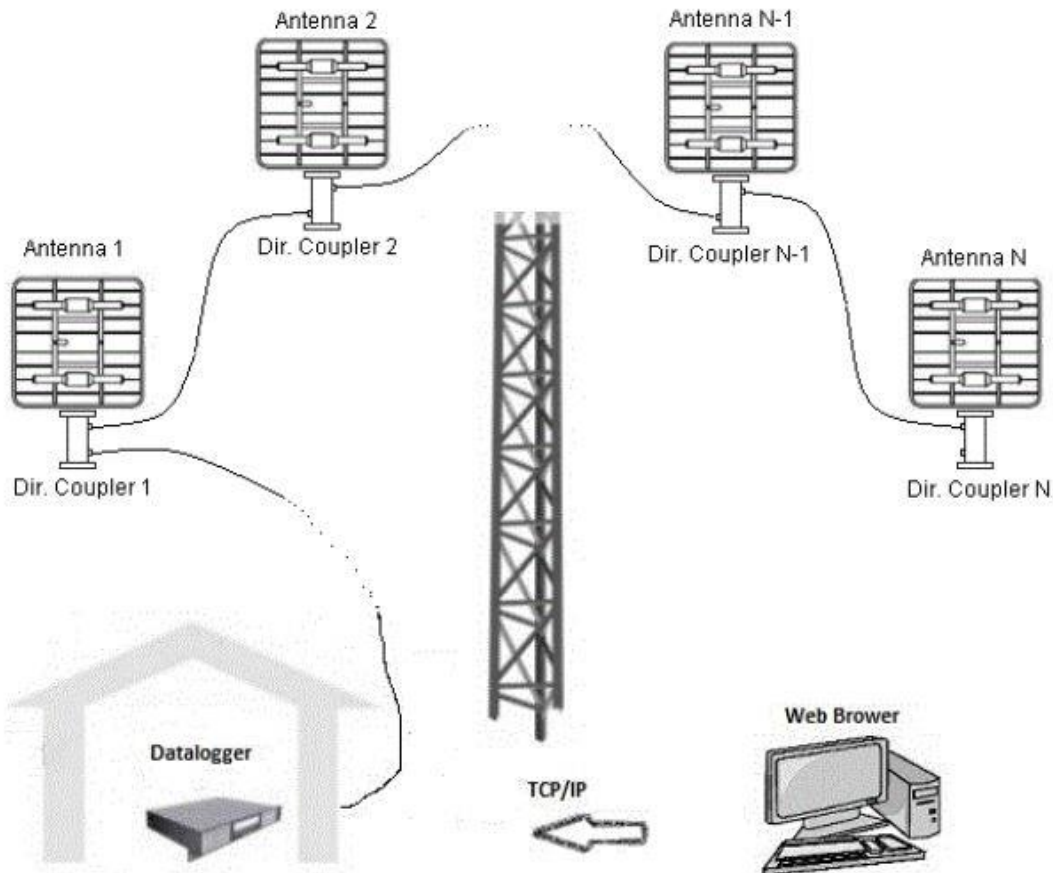 Antenna 2
Antenna N-1
Dir. Coupler 2
Dir. Coupler N-1
Antenna 1
Antenna N
Dir. Coupler 1
Dir. Coupler N
Datalogger
TCP/IP
Web Brower